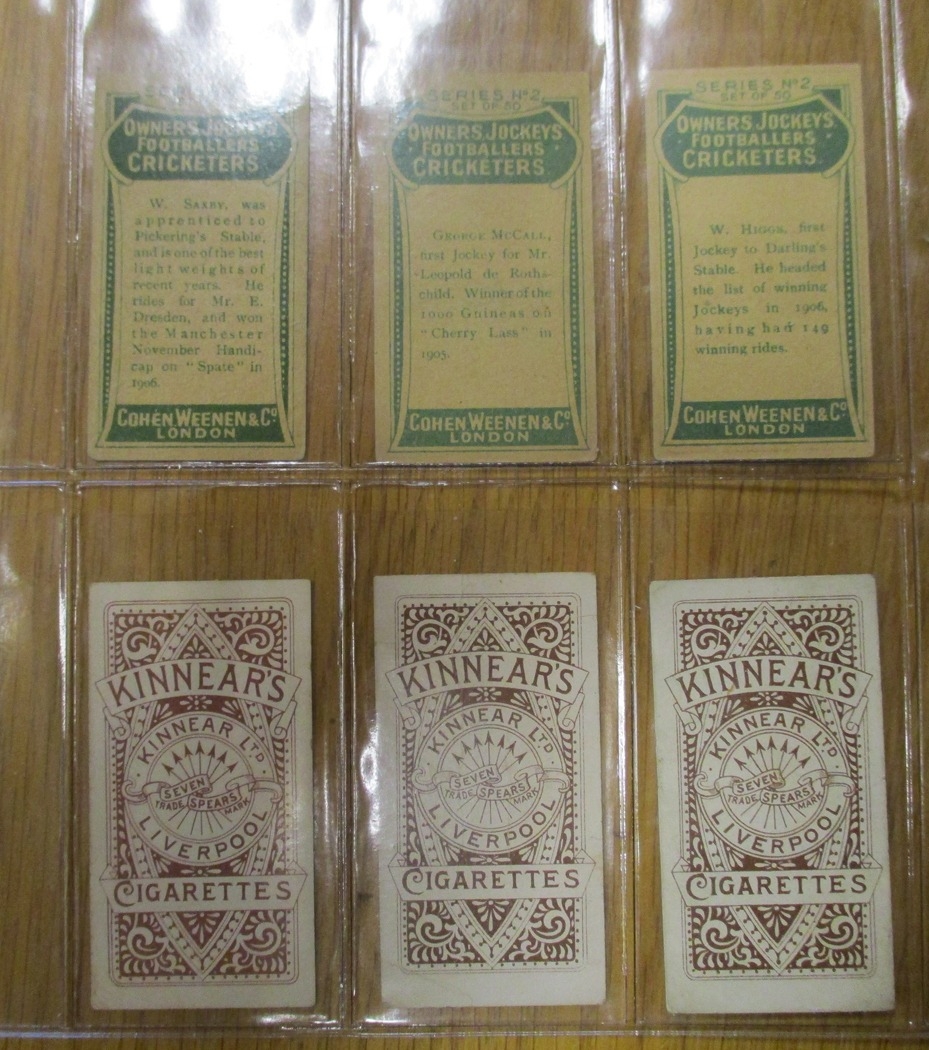 OWNERS, JOCKEYS
FOOTBALLERS
CRICKETERS
W. SAXBY, was
apprenticed to
Pickering's Stable,
and is one of the best
light weights of
recent years. He
rides for Mr. E.
Dresden, and won
the Manchester
November Handi-
cap on "Spate" in
1906.
COHEN WEENEN & Co
LONDON
SERIES No 2
SET OF 50
OWNERS, JOCKEYS
FOOTBALLERS
CRICKETERS
GEORGE MCCALL,
first Jockey for Mr.
Leopold de Roths-
child. Winner of the
1000 Guineas on
"Cherry Lass" in
1905.
COHEN WEENEN & Co
LONDON
SERIES No 2
SET OF 50
OWNERS, JOCKEYS
FOOTBALLERS
CRICKETERS
W. HIGGS, first
Jockey to Darling's
Stable. He headed
the list of winning
Jockeys in 1906,
having had 149
winning rides.
COHEN WEENEN & Co
LONDON
KINNEAR'S
KINNEAR LTD
SEVEN
SPEARS
TRADE MARK
LIVERPOOL
CIGARETTES
KINNEAR'S
KINNEAR LTD
SEVEN
SPEARS
TRADE MARK
LIVERPOOL
CIGARETTES
KINNEAR'S
KINNEAR LTD
SEVEN
SPEARS
TRADE MARK
LIVERPOOL
CIGARETTES